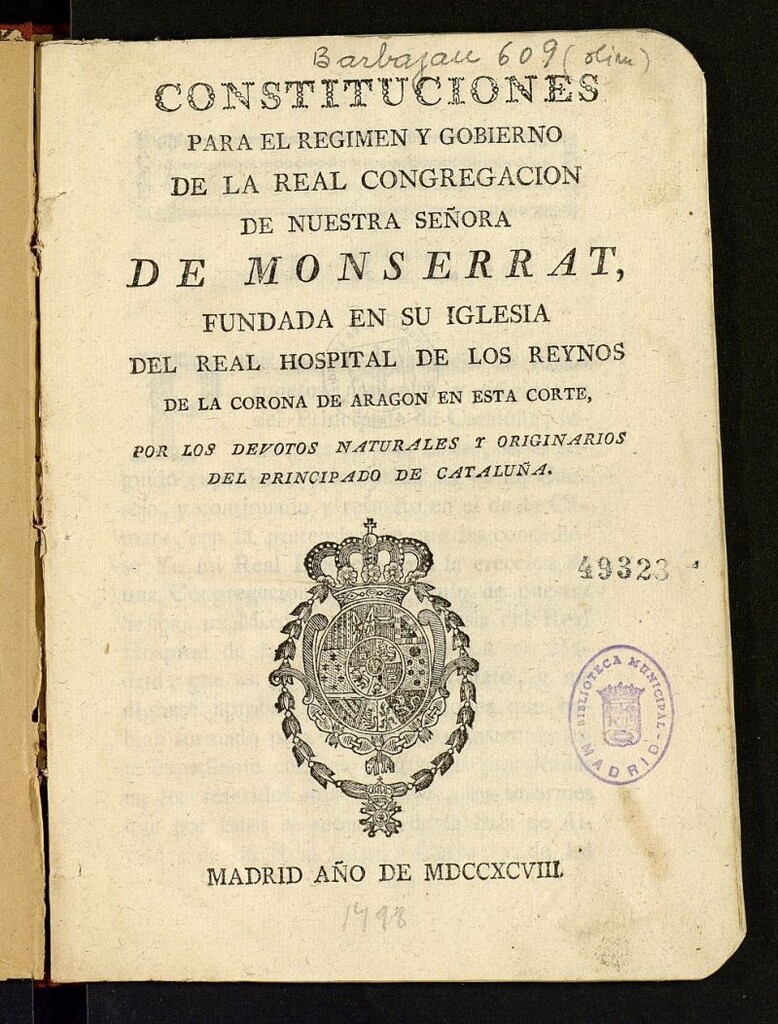 Barbajan 609 (olim)
CONSTITUCIONES
PARA EL REGIMEN Y GOBIERNO
DE LA REAL CONGREGACION
DE NUESTRA SEÑORA
DE MONSERRAT,
FUNDADA EN SU IGLESIA
DEL REAL HOSPITAL DE LOS REYNOS
DE LA CORONA DE ARAGON EN ESTA CORTE,
POR LOS DEVOTOS NATURALES Y ORIGINARIOS
DEL PRINCIPADO DE CATALUÑA.
49323
BIBLIOTECA MUNICIPAL
MADRID
MADRID AÑO DE MDCCXCVIII.
1798